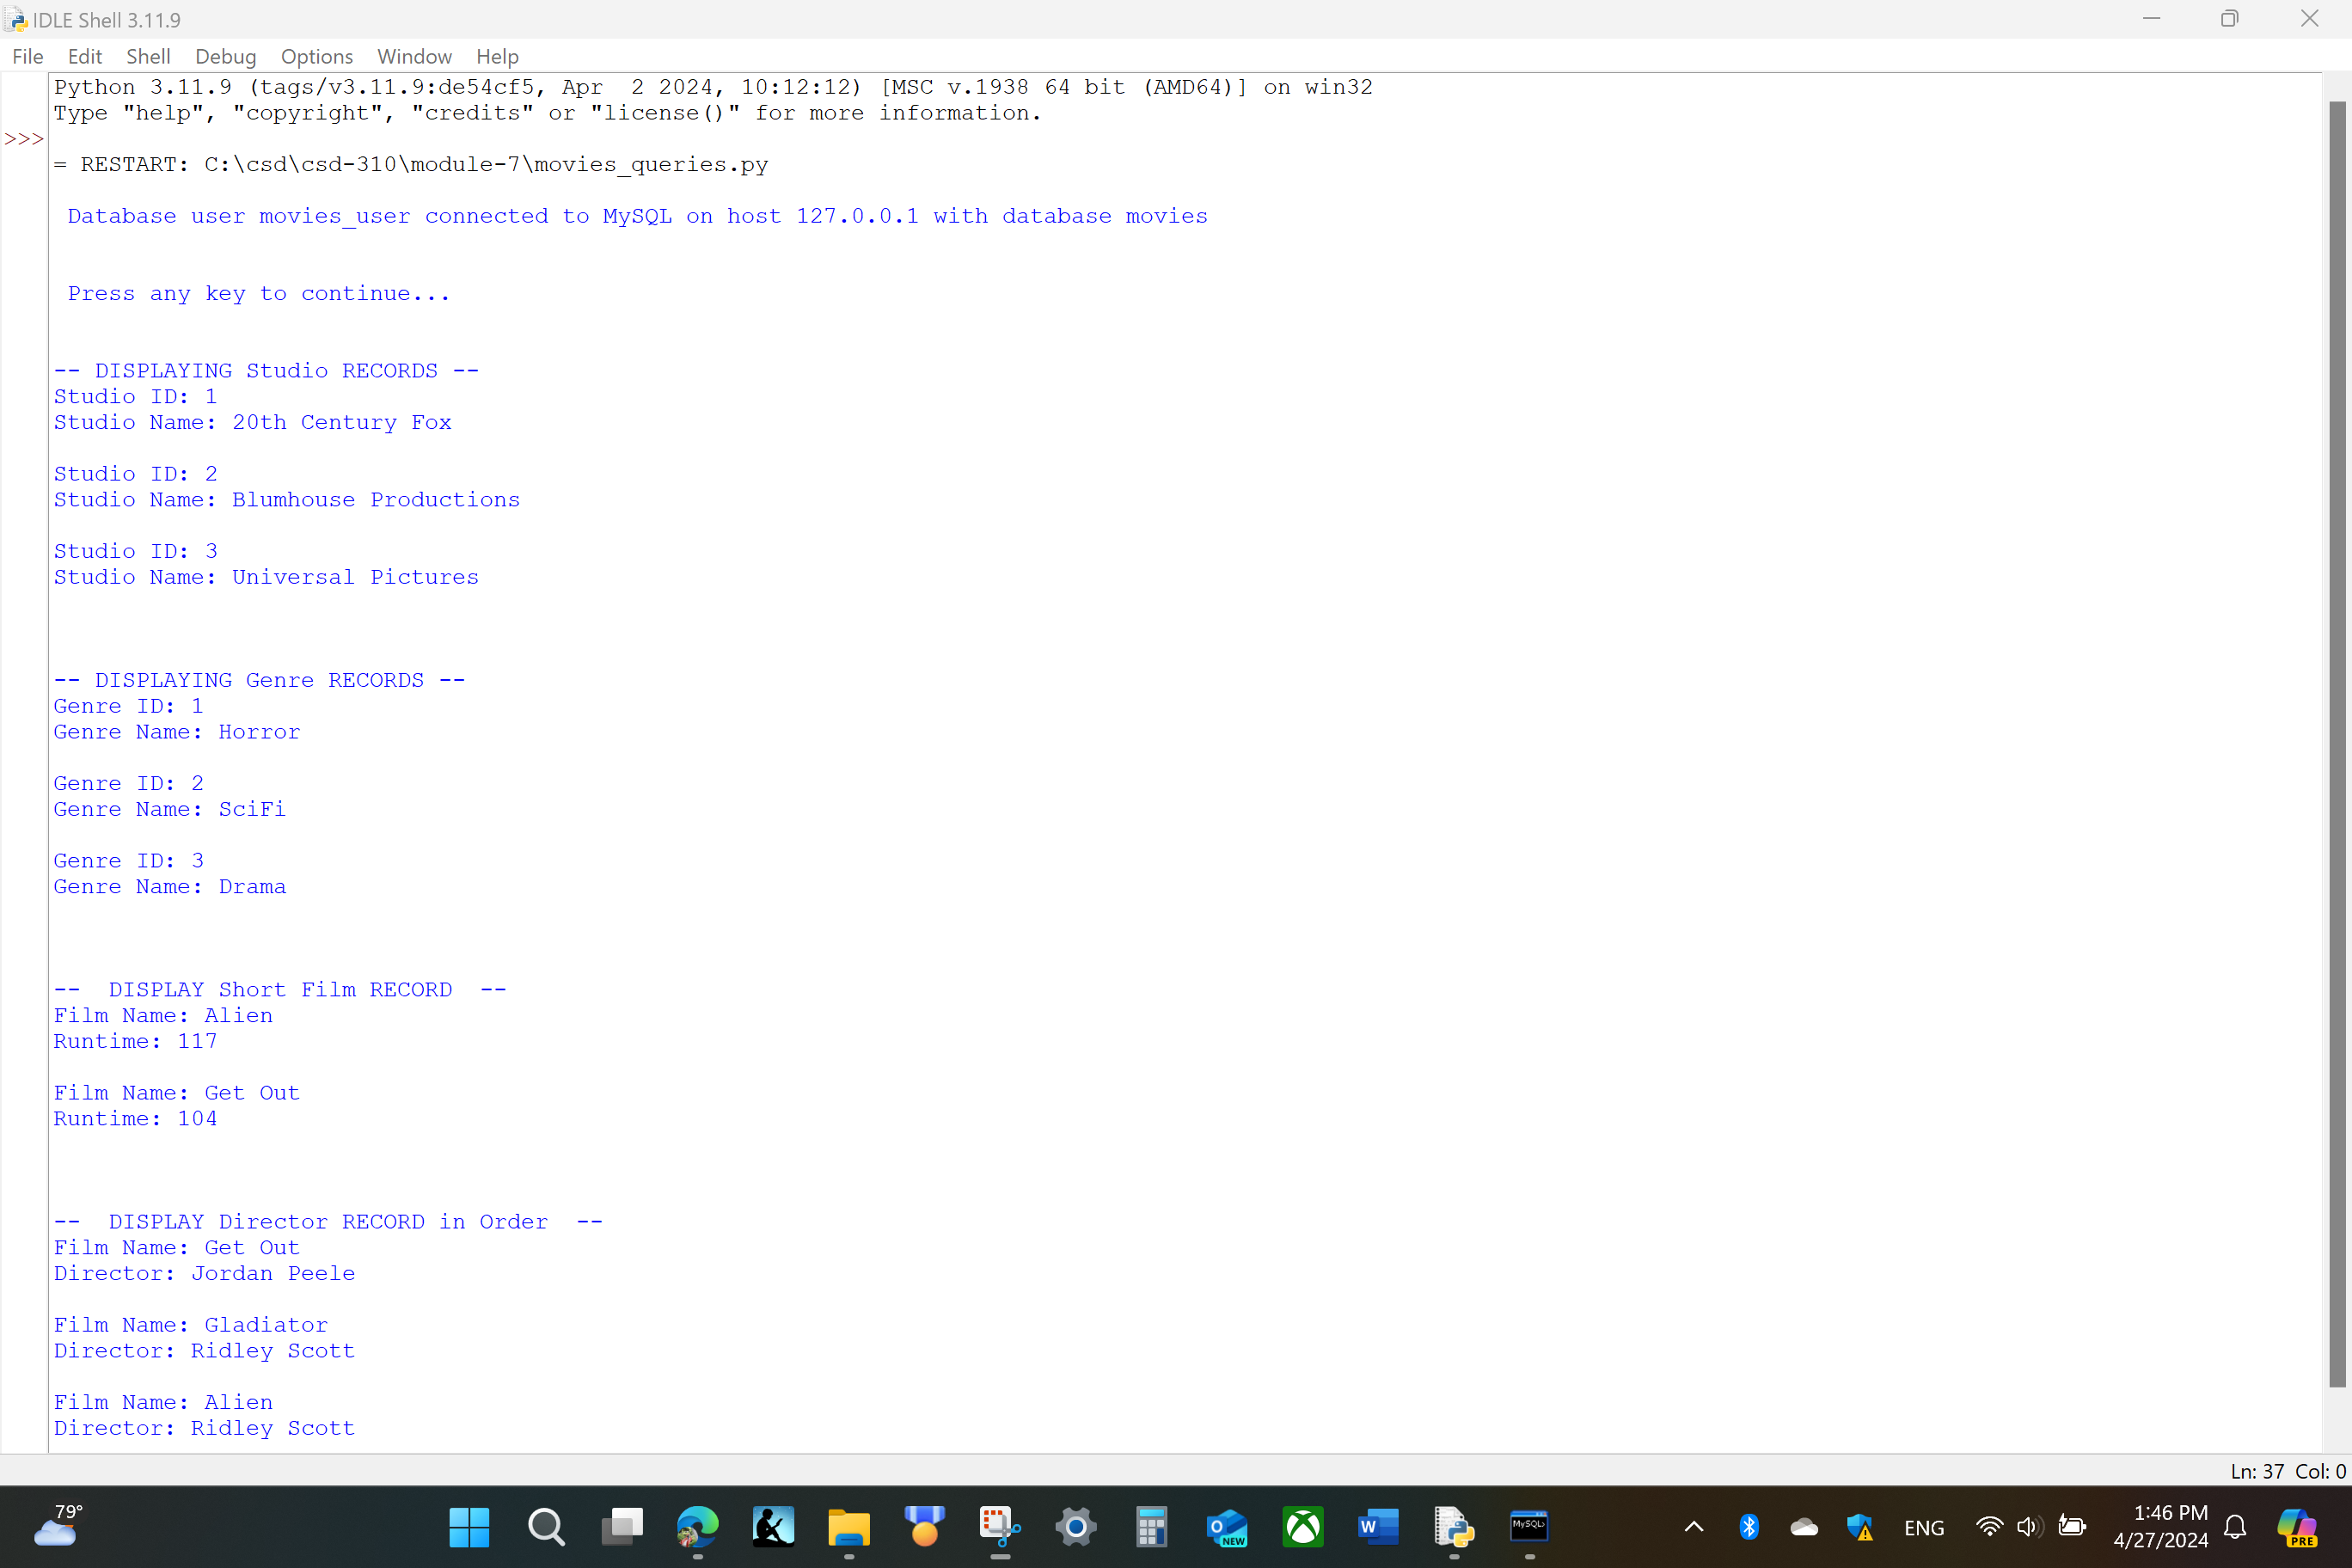 IDLE Shell 3.11.9
File Edit Shell Debug Options Window Help
Python 3.11.9 (tags/v3.11.9:de54cf5, Apr  2 2024, 10:12:12) [MSC v.1938 64 bit (AMD64)] on win32
Type "help", "copyright", "credits" or "license()" for more information.
>>>
= RESTART: C:\csd\csd-310\module-7\movies_queries.py
Database user movies_user connected to MySQL on host 127.0.0.1 with database movies
Press any key to continue...
-- DISPLAYING Studio RECORDS --
Studio ID: 1
Studio Name: 20th Century Fox
Studio ID: 2
Studio Name: Blumhouse Productions
Studio ID: 3
Studio Name: Universal Pictures
-- DISPLAYING Genre RECORDS --
Genre ID: 1
Genre Name: Horror
Genre ID: 2
Genre Name: SciFi
Genre ID: 3
Genre Name: Drama
--  DISPLAY Short Film RECORD  --
Film Name: Alien
Runtime: 117
Film Name: Get Out
Runtime: 104
--  DISPLAY Director RECORD in Order  --
Film Name: Get Out
Director: Jordan Peele
Film Name: Gladiator
Director: Ridley Scott
Film Name: Alien
Director: Ridley Scott
Ln: 37 Col: 0
79°
NEW
W
MySQL>
ENG
1:46 PM
4/27/2024
PRE